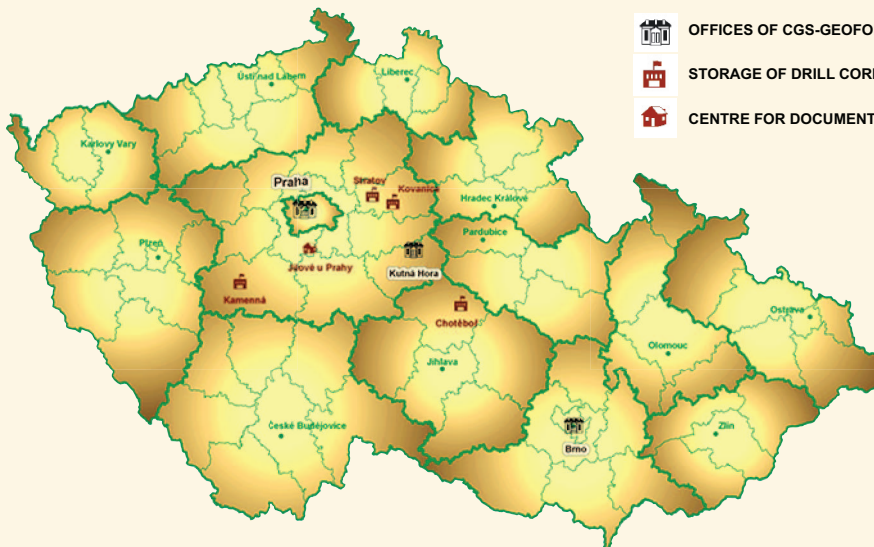 OFFICES OF CGS-GEOFO
STORAGE OF DRILL CORE
CENTRE FOR DOCUMENT
Ústí nad Labem
Liberec
Karlovy Vary
Praha
Stratov
Kovanice
Hradec Králové
Plzeň
Pardubice
Jílové u Prahy
Kutná Hora
Kamenná
Chotěboř
Ostrava
Olomouc
Jihlava
České Budějovice
Zlín
Brno